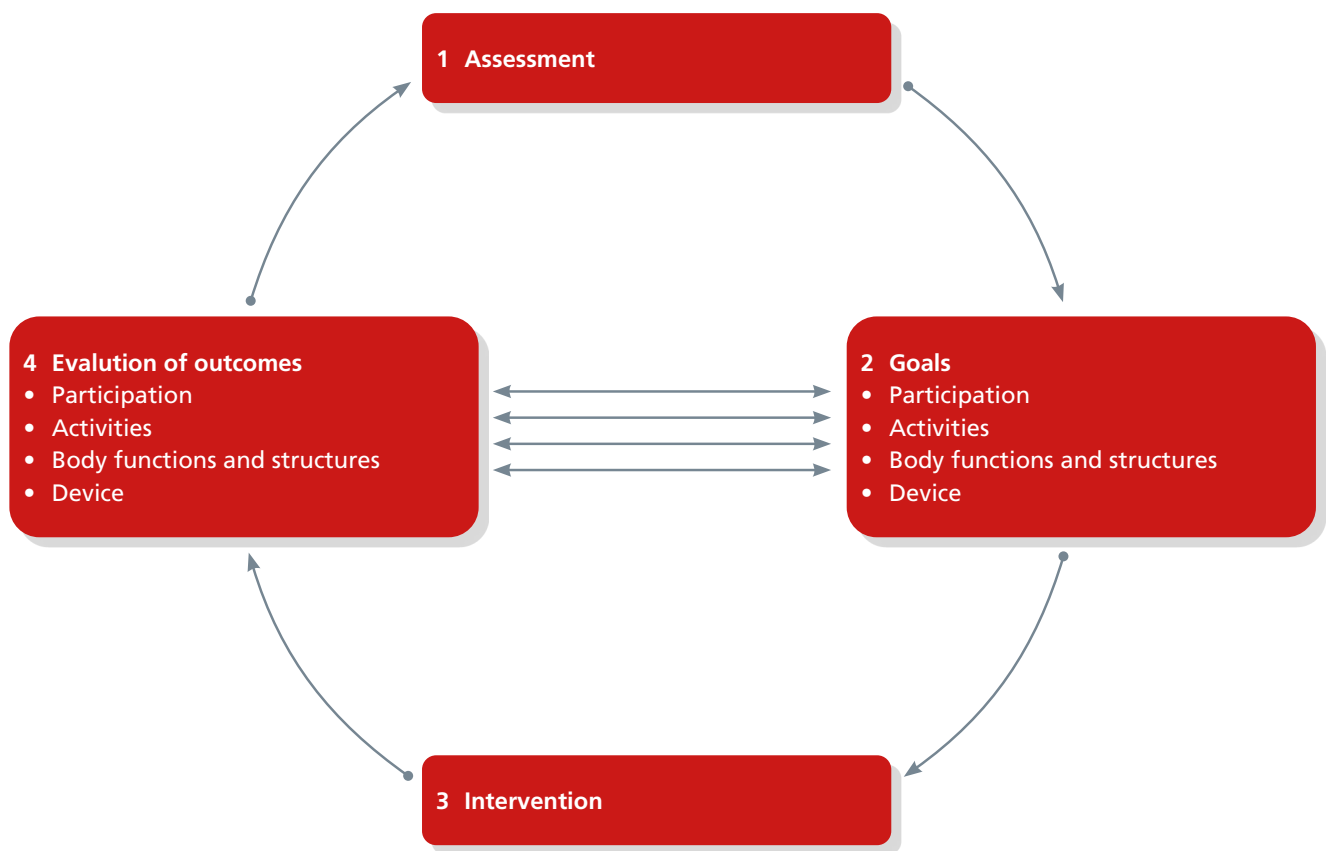 1 Assessment
4 Evalution of outcomes
• Participation
• Activities
• Body functions and structures
• Device
2 Goals
• Participation
• Activities
• Body functions and structures
• Device
3 Intervention